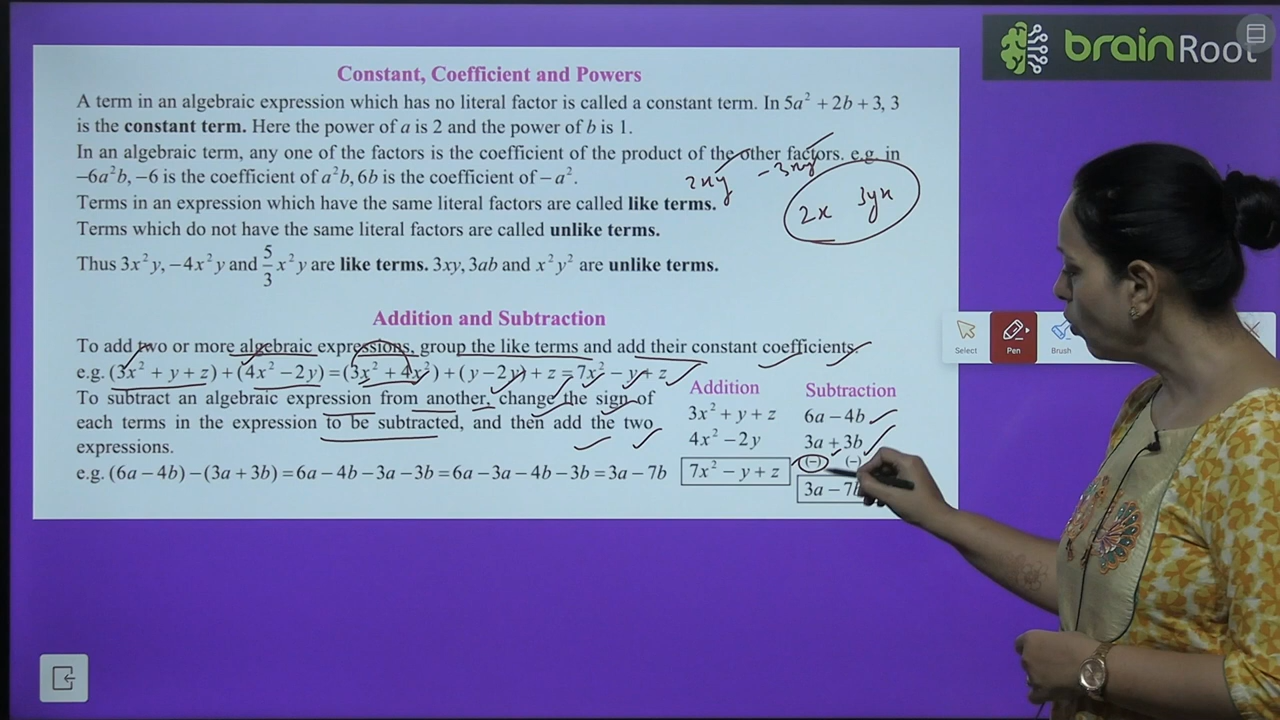 brainRoot
Constant, Coefficient and Powers
A term in an algebraic expression which has no literal factor is called a constant term. In 5a² + 2b + 3, 3
is the constant term. Here the power of a is 2 and the power of b is 1.
In an algebraic term, any one of the factors is the coefficient of the product of the other factors. e.g. in
−6a²b, −6 is the coefficient of a²b, 6b is the coefficient of −a².
2xy −3xy
2x 3yx
Terms in an expression which have the same literal factors are called like terms.
Terms which do not have the same literal factors are called unlike terms.
Thus 3x²y, −4x²y and 5/3 x²y are like terms. 3xy, 3ab and x²y² are unlike terms.
Addition and Subtraction
To add two or more algebraic expressions, group the like terms and add their constant coefficients.
e.g. (3x² + y + z) + (4x² − 2y) = (3x² + 4x²) + (y − 2y) + z = 7x² − y + z
To subtract an algebraic expression from another, change the sign of
each terms in the expression to be subtracted, and then add the two
expressions.
e.g. (6a − 4b) − (3a + 3b) = 6a − 4b − 3a − 3b = 6a − 3a − 4b − 3b = 3a − 7b
Addition
3x² + y + z
4x² − 2y
7x² − y + z
Subtraction
6a − 4b
3a + 3b
(−) (−)
3a − 7b
Select Pen Brush